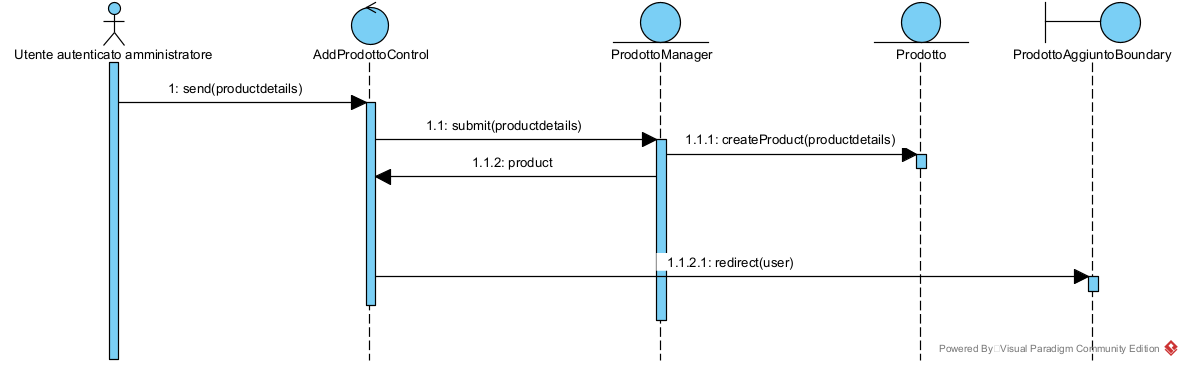 Utente autenticato amministratore
AddProdottoControl
ProdottoManager
Prodotto
ProdottoAggiuntoBoundary
1: send(productdetails)
1.1: submit(productdetails)
1.1.1: createProduct(productdetails)
1.1.2: product
1.1.2.1: redirect(user)
Powered By Visual Paradigm Community Edition